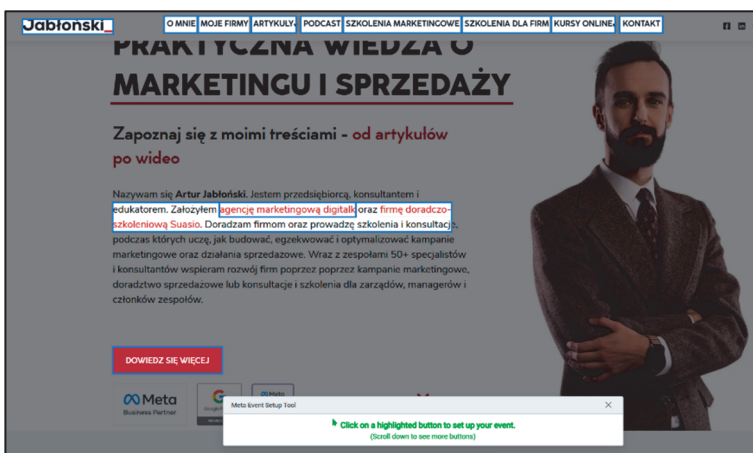 Jabłoński_
O MNIE MOJE FIRMY ARTYKUŁY PODCAST SZKOLENIA MARKETINGOWE SZKOLENIA DLA FIRM KURSY ONLINE KONTAKT
PRAKTYCZNA WIEDZA O
MARKETINGU I SPRZEDAŻY
Zapoznaj się z moimi treściami - od artykułów
po wideo
Nazywam się Artur Jabłoński. Jestem przedsiębiorcą, konsultantem i
edukatorem. Założyłem agencję marketingową digitalk oraz firmę doradczo-
szkoleniową Suasio. Doradzam firmom oraz prowadzę szkolenia i konsultacje,
podczas których uczę, jak budować, egzekwować i optymalizować kampanie
marketingowe oraz działania sprzedażowe. Wraz z zespołami 50+ specjalistów
i konsultantów wspieram rozwój firm poprzez poprzez kampanie marketingowe,
doradztwo sprzedażowe lub konsultacje i szkolenia dla zarządów, managerów i
członków zespołów.
DOWIEDZ SIĘ WIĘCEJ
Meta
Business Partner
Meta
Meta Event Setup Tool
Click on a highlighted button to set up your event.
(Scroll down to see more buttons)